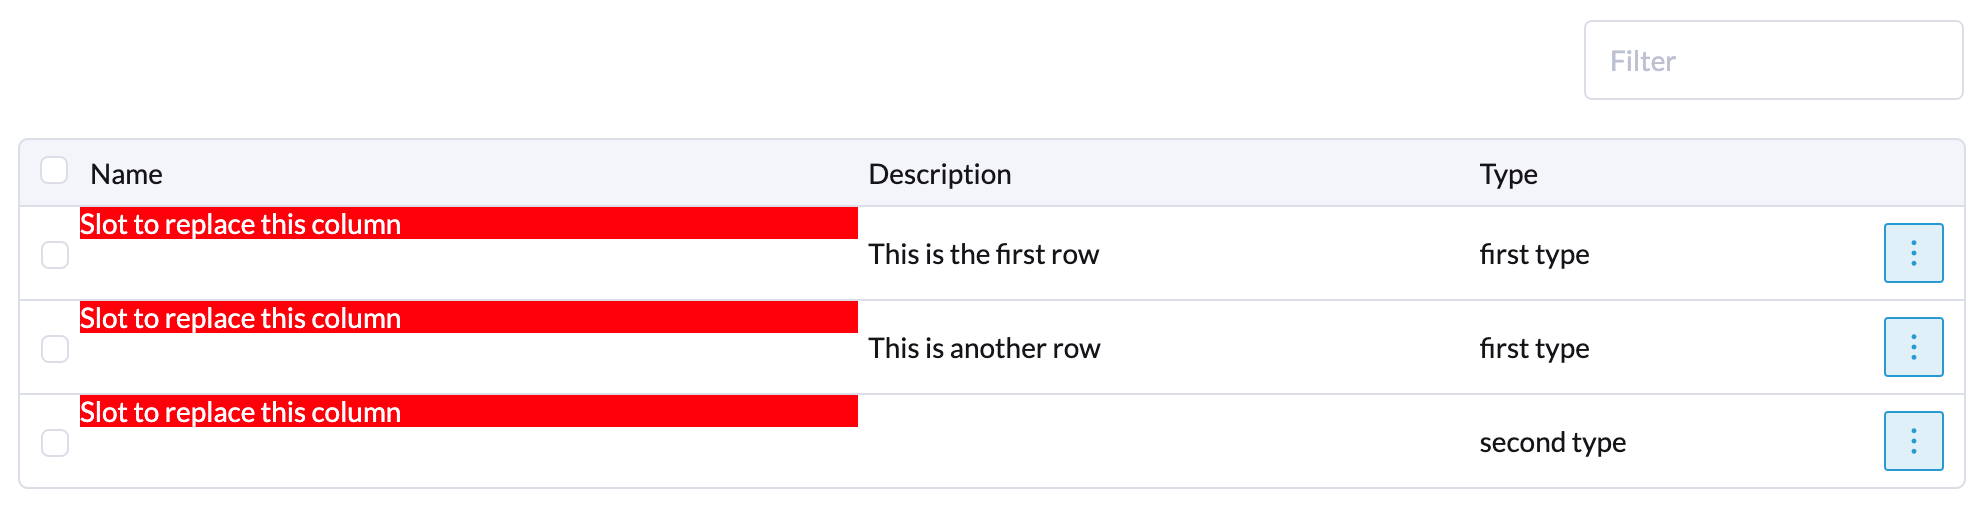 Filter
Name Description Type
Slot to replace this column
This is the first row first type
Slot to replace this column
This is another row first type
Slot to replace this column
second type